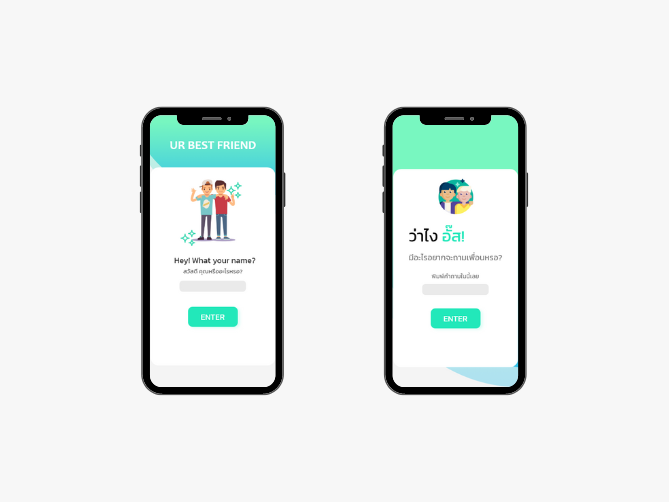 UR BEST FRIEND
Hey! What your name?
สวัสดี คุณหรืออะไรหรอ?
ENTER
ว่าไง อั๊ส!
มีอะไรอยากจะถามเพื่อนหรอ?
พิมพ์คำถามในนี้เลย
ENTER